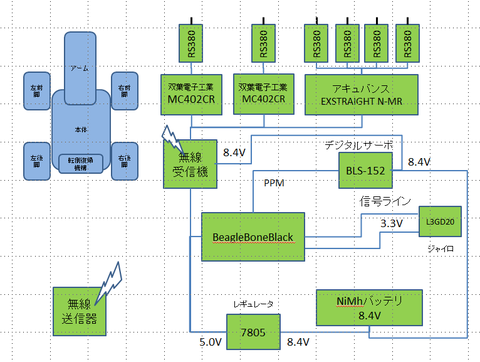 RS380
RS380
RS380
RS380
RS380
RS380
アーム
左前
脚
右前
脚
本体
左後
脚
右後
脚
転倒復帰
機構
双葉電子工業
MC402CR
双葉電子工業
MC402CR
アキュバンス
EXSTRAIGHT N-MR
無線
受信機
8.4V
デジタルサーボ
BLS-152
8.4V
PPM
信号ライン
3.3V
L3GD20
ジャイロ
BeagleBoneBlack
無線
送信器
レギュレータ
7805
5.0V
8.4V
NiMhバッテリ
8.4V